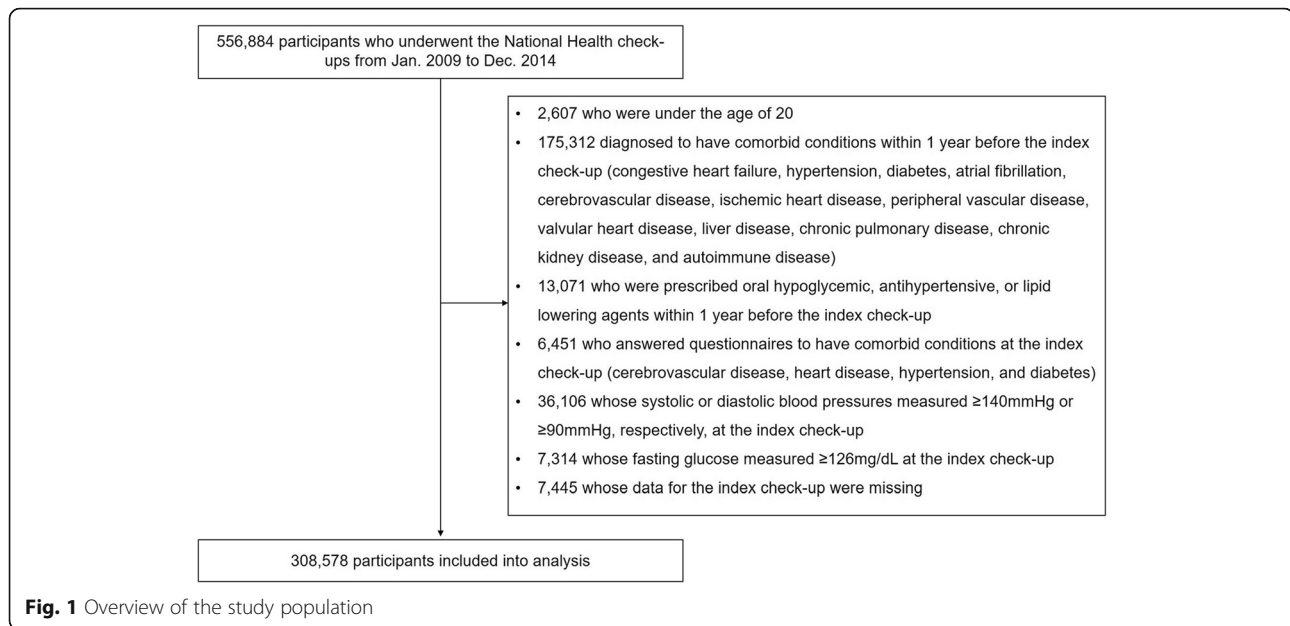 556,884 participants who underwent the National Health check-
ups from Jan. 2009 to Dec. 2014
• 2,607 who were under the age of 20
• 175,312 diagnosed to have comorbid conditions within 1 year before the index
check-up (congestive heart failure, hypertension, diabetes, atrial fibrillation,
cerebrovascular disease, ischemic heart disease, peripheral vascular disease,
valvular heart disease, liver disease, chronic pulmonary disease, chronic
kidney disease, and autoimmune disease)
• 13,071 who were prescribed oral hypoglycemic, antihypertensive, or lipid
lowering agents within 1 year before the index check-up
• 6,451 who answered questionnaires to have comorbid conditions at the index
check-up (cerebrovascular disease, heart disease, hypertension, and diabetes)
• 36,106 whose systolic or diastolic blood pressures measured ≥140mmHg or
≥90mmHg, respectively, at the index check-up
• 7,314 whose fasting glucose measured ≥126mg/dL at the index check-up
• 7,445 whose data for the index check-up were missing
308,578 participants included into analysis
Fig. 1 Overview of the study population